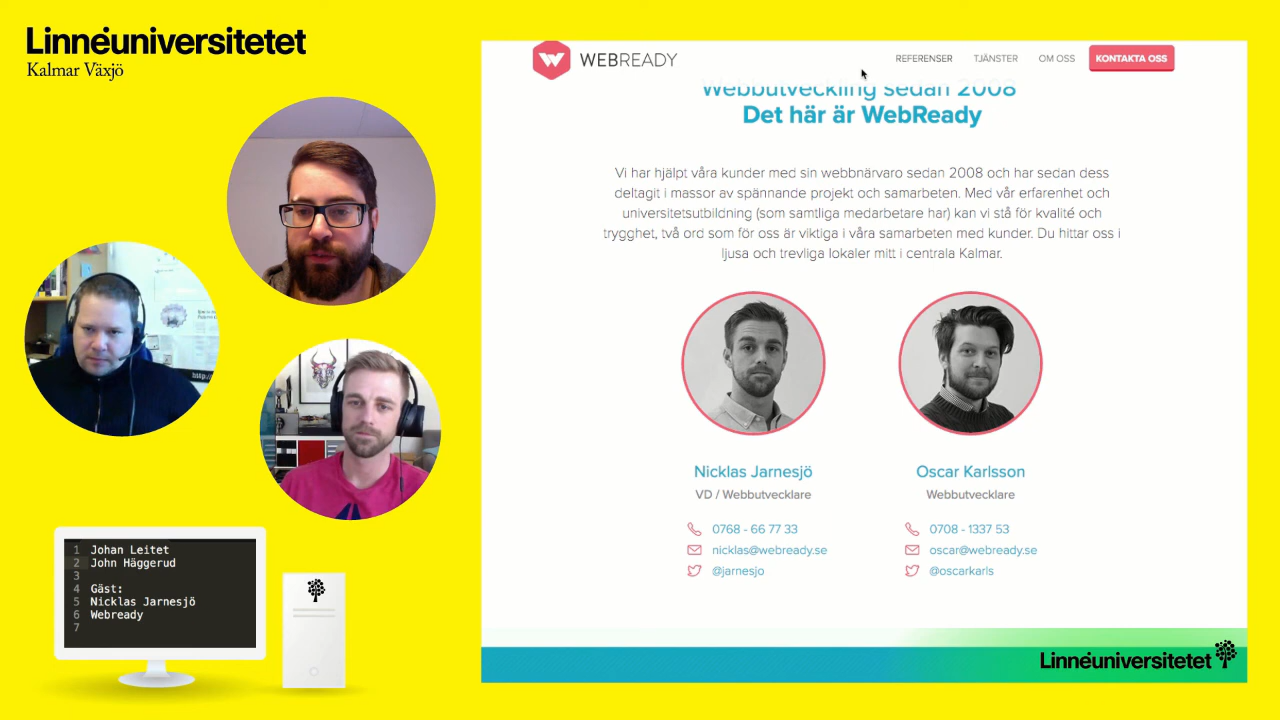 Linnéuniversitetet
Kalmar Växjö
WEBREADY
REFERENSER
TJÄNSTER
OM OSS
KONTAKTA OSS
Webbutveckling sedan 2008
Det här är WebReady
Vi har hjälpt våra kunder med sin webbnärvaro sedan 2008 och har sedan dess
deltagit i massor av spännande projekt och samarbeten. Med vår erfarenhet och
universitetsutbildning (som samtliga medarbetare har) kan vi stå för kvalité och
trygghet, två ord som för oss är viktiga i våra samarbeten med kunder. Du hittar oss i
ljusa och trevliga lokaler mitt i centrala Kalmar.
Nicklas Jarnesjö
VD / Webbutvecklare
0768 - 66 77 33
nicklas@webready.se
@jarnesjo
Oscar Karlsson
Webbutvecklare
0708 - 1337 53
oscar@webready.se
@oscarkarls
1 Johan Leitet
2 John Häggerud
3
4 Gäst:
5 Nicklas Jarnesjö
6 Webready
7
Linnéuniversitetet